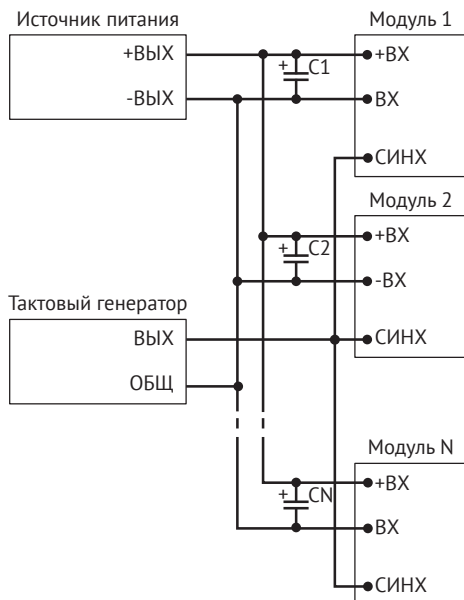 Источник питания
+ВЫХ
-ВЫХ
+ C1
Модуль 1
+ВХ
ВХ
СИНХ
Модуль 2
+ C2
+ВХ
-ВХ
СИНХ
Тактовый генератор
ВЫХ
ОБЩ
Модуль N
+ CN
+ВХ
ВХ
СИНХ